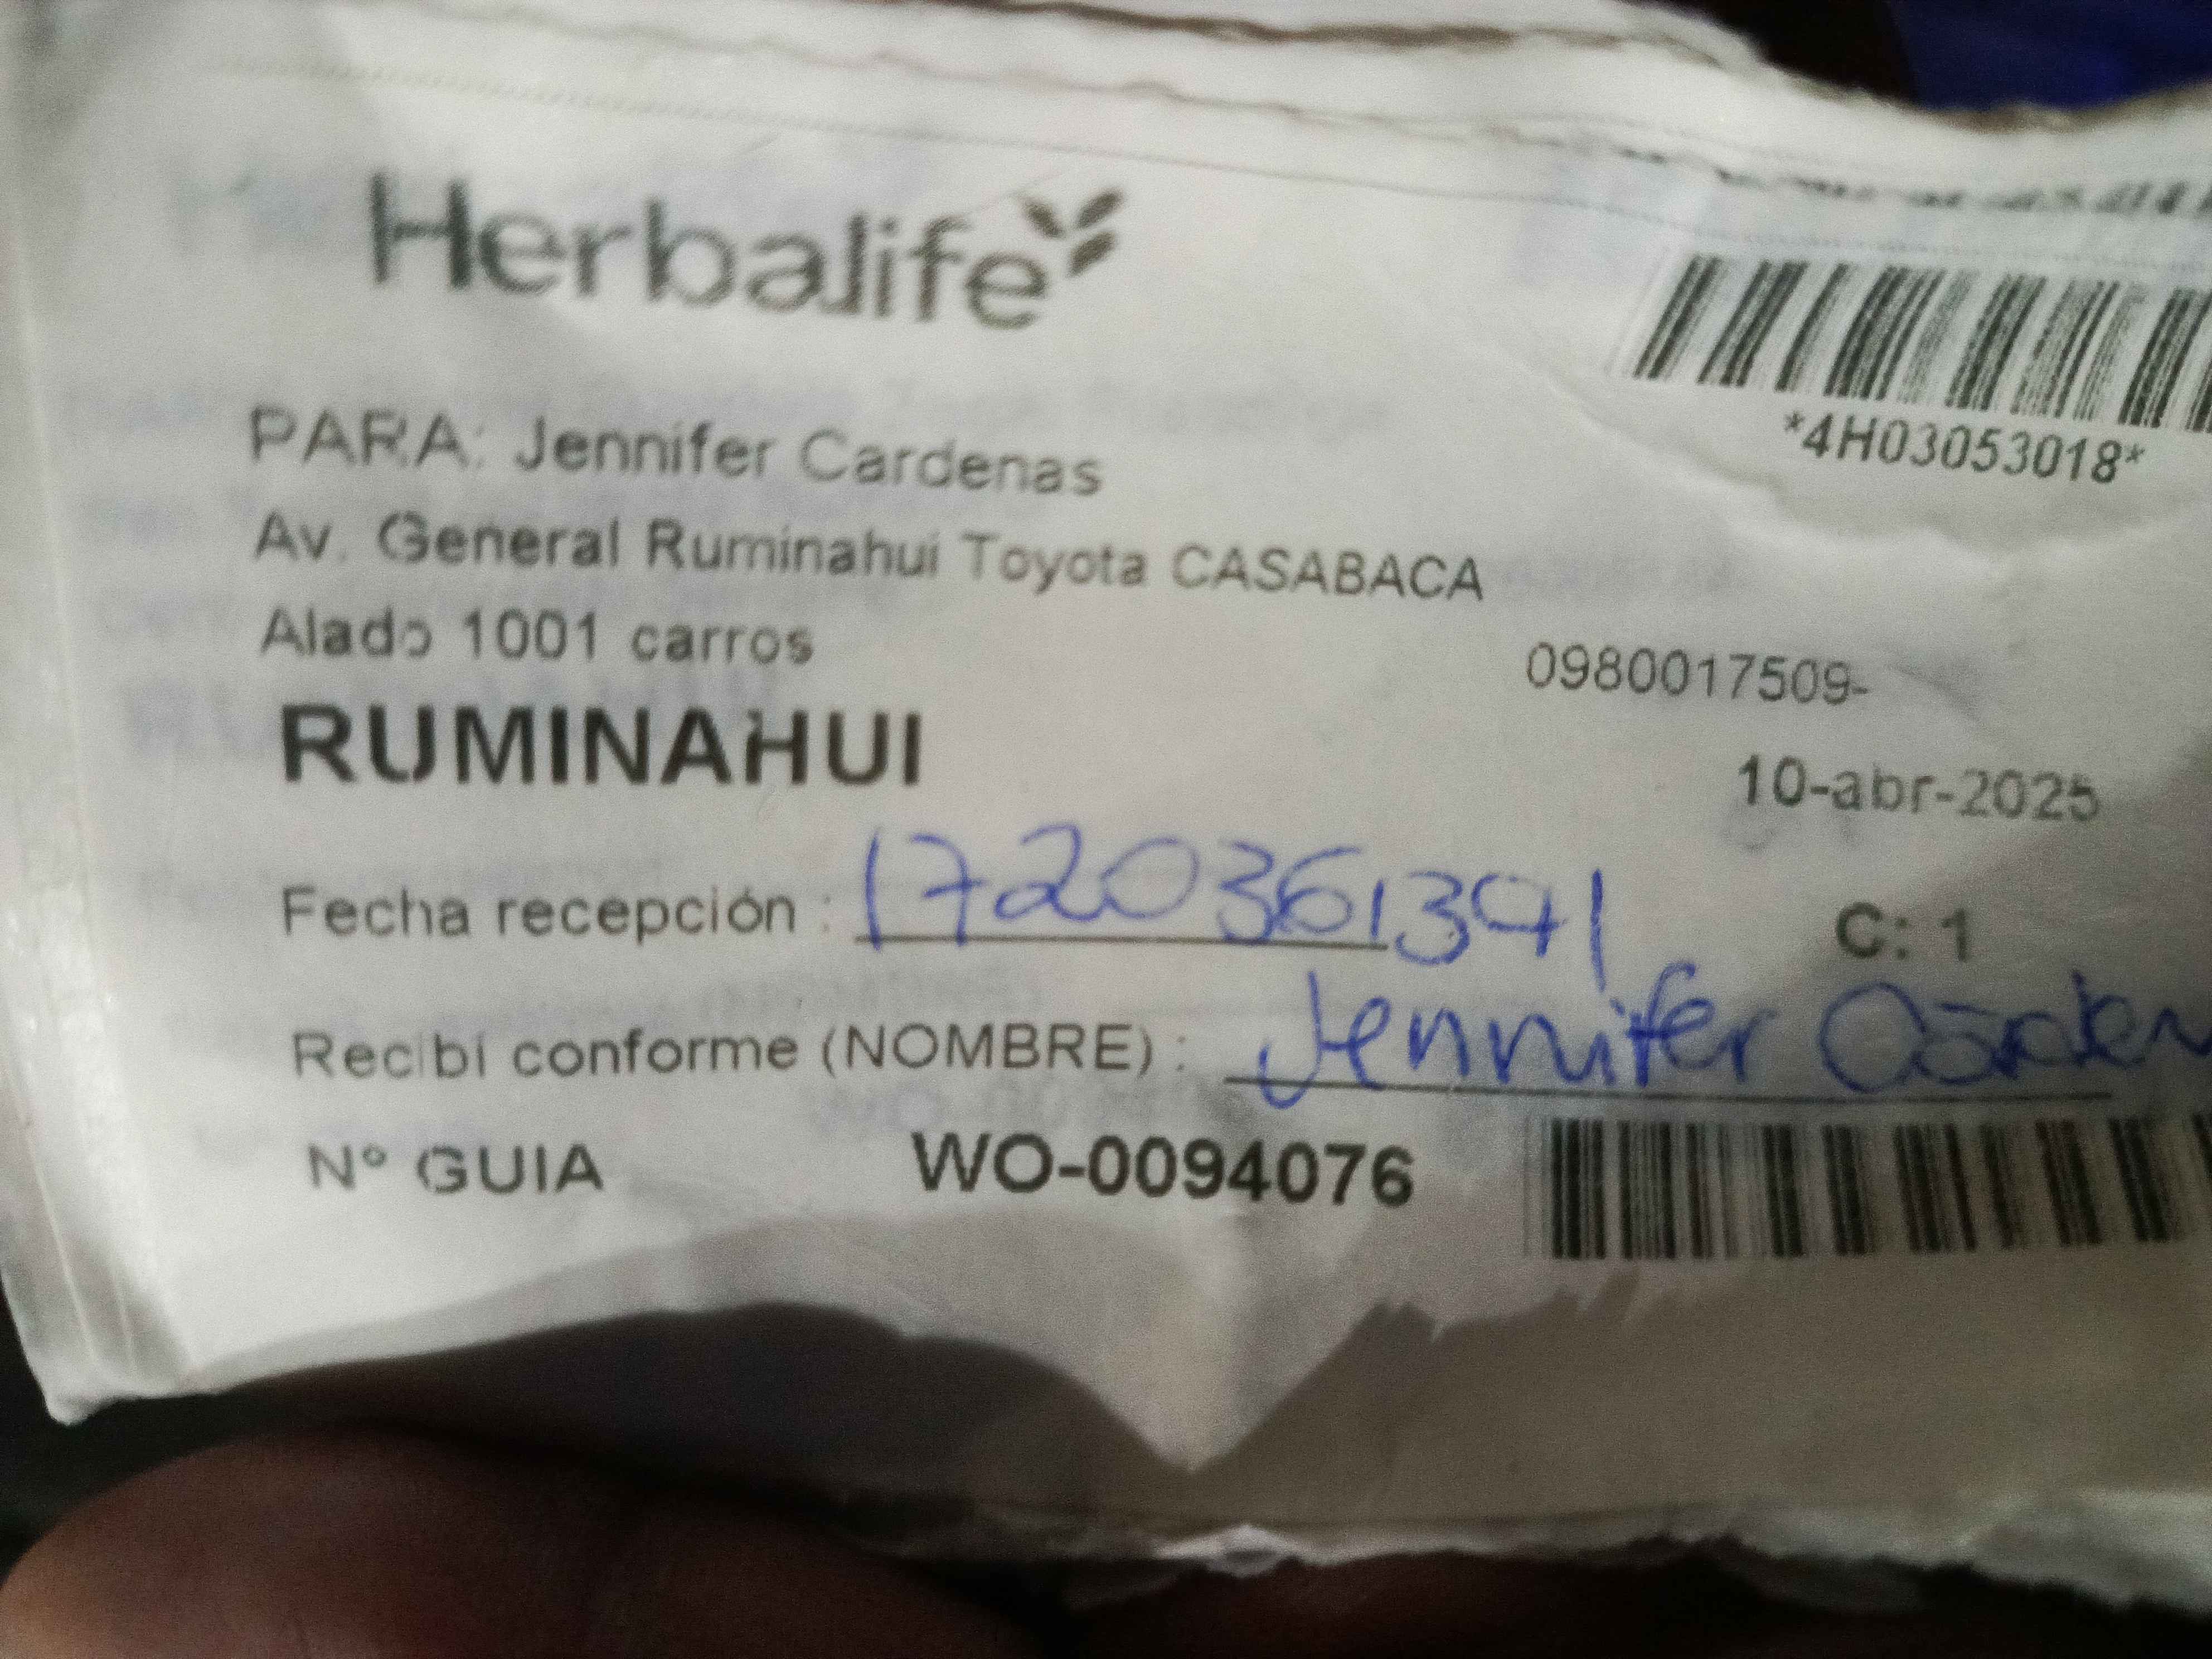 Herbalife
*4H03053018*
PARA: Jennifer Cardenas
Av. General Ruminahui Toyota CASABACA
Alado 1001 carros
0980017509-
RUMINAHUI
10-abr-2025
Fecha recepción : 1720361391
C: 1
Recibí conforme (NOMBRE) : Jennifer
Nº GUIA WO-0094076